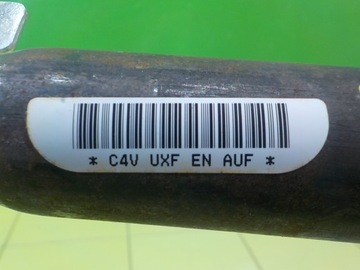 * C4V UXF EN AUF *